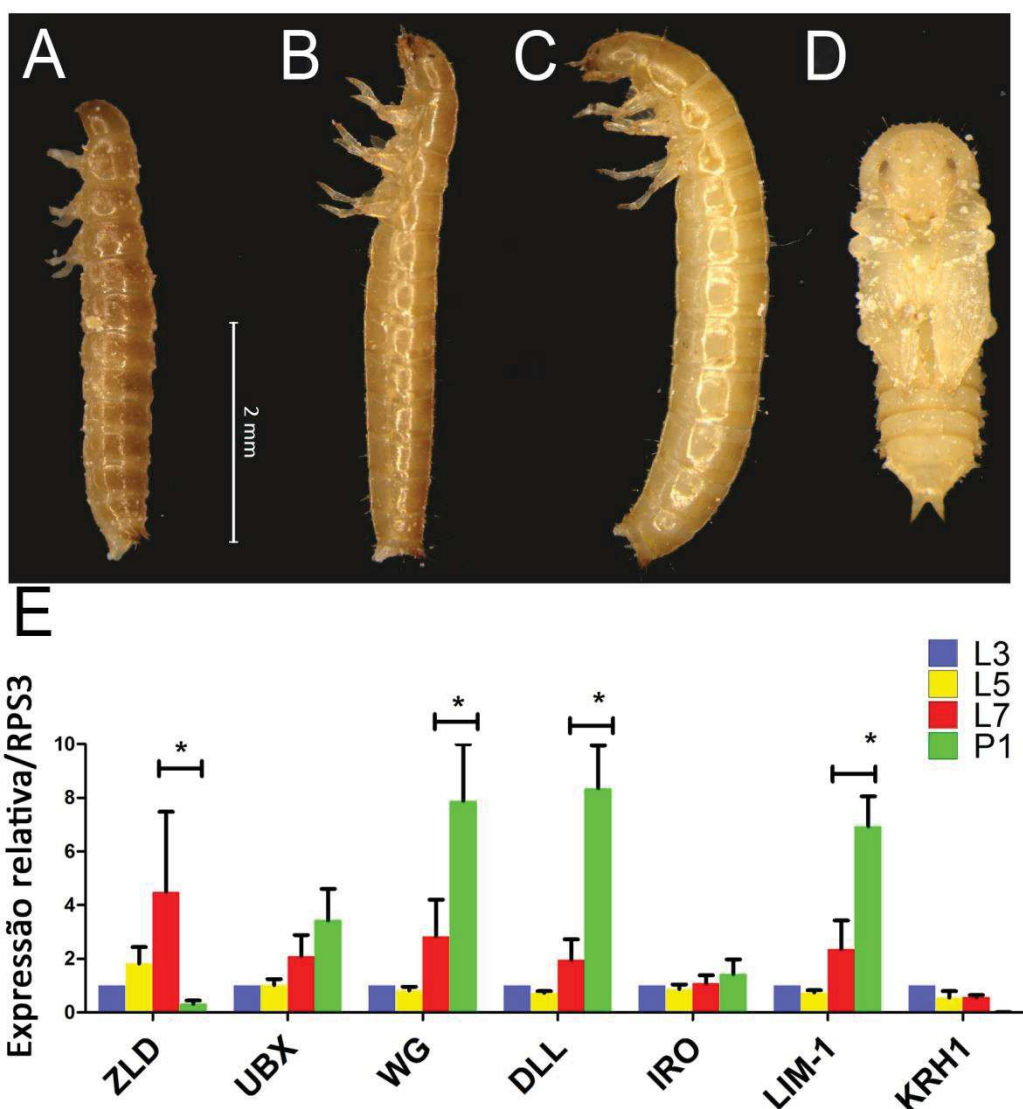 A B C D
2 mm
E
L3
L5
L7
P1
Expressão relativa/RPS3
10
8
6
4
2
0
* * * *
ZLD UBX WG DLL IRO LIM-1 KRH1